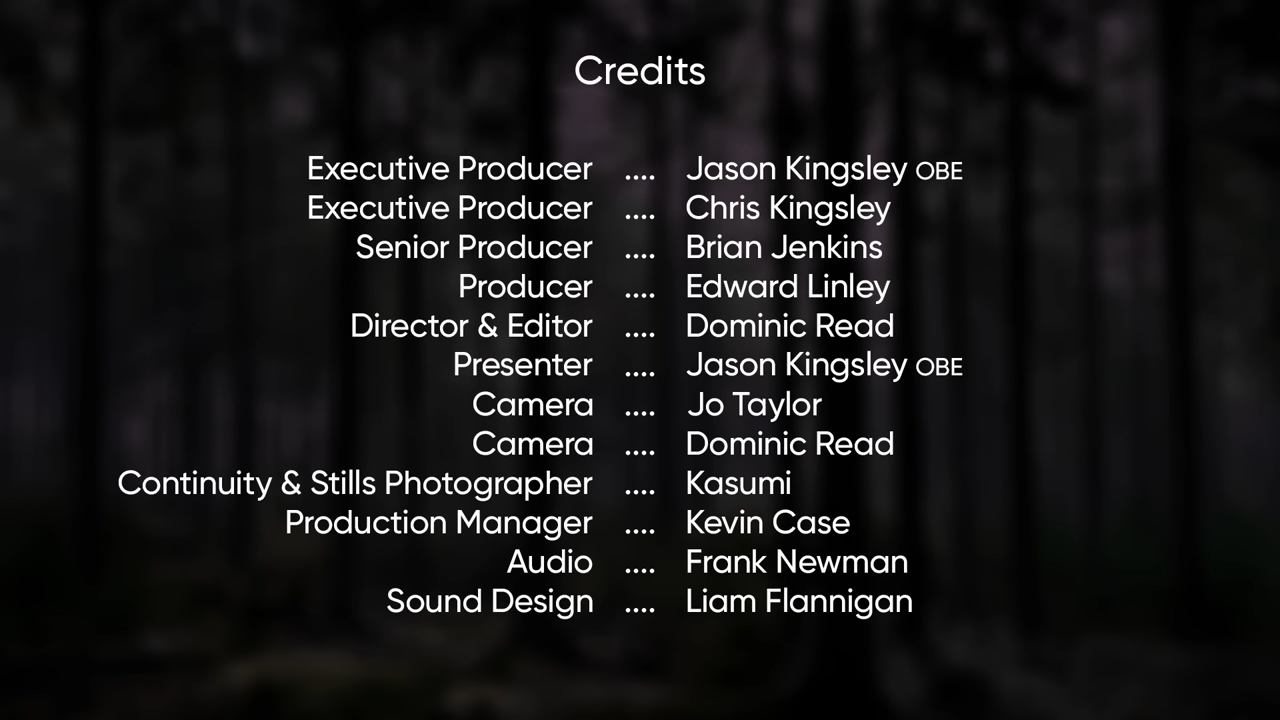 Credits
Executive Producer .... Jason Kingsley OBE
Executive Producer .... Chris Kingsley
Senior Producer .... Brian Jenkins
Producer .... Edward Linley
Director & Editor .... Dominic Read
Presenter .... Jason Kingsley OBE
Camera .... Jo Taylor
Camera .... Dominic Read
Continuity & Stills Photographer .... Kasumi
Production Manager .... Kevin Case
Audio .... Frank Newman
Sound Design .... Liam Flannigan